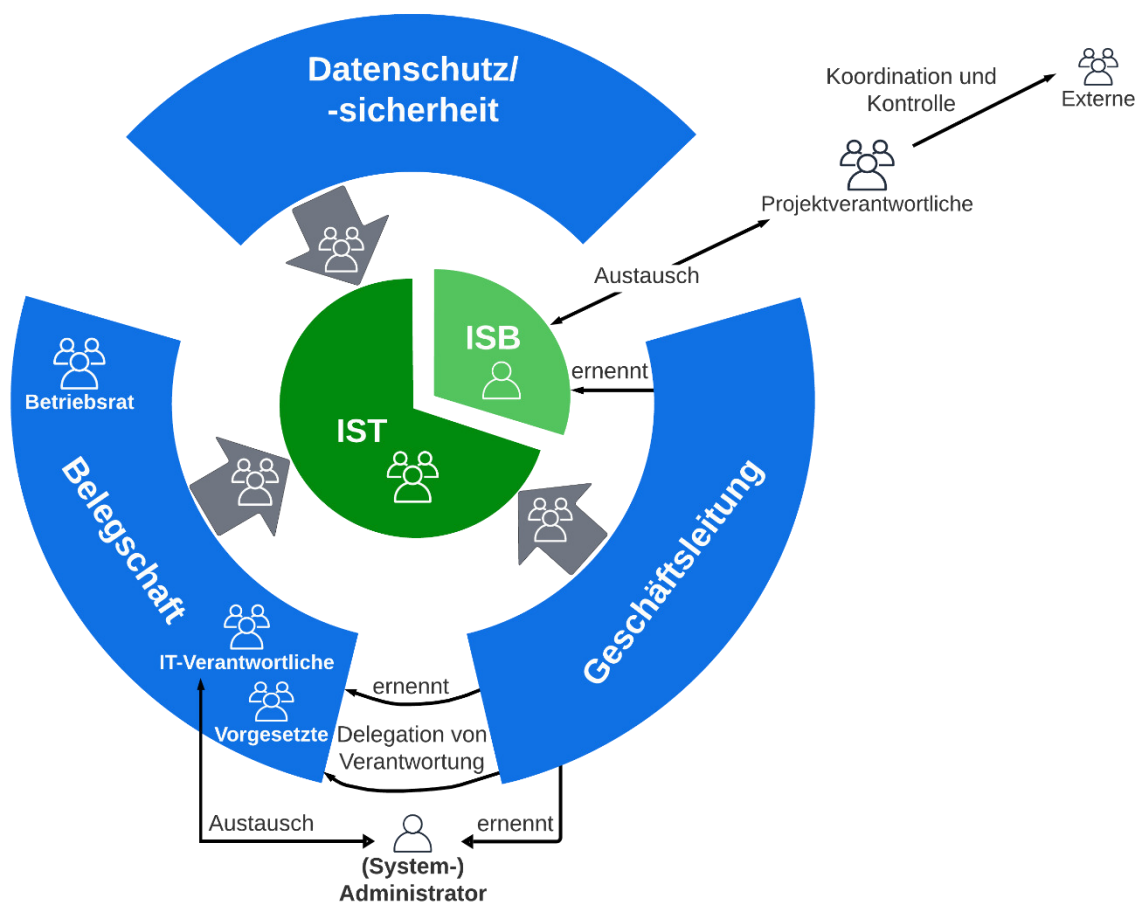 Datenschutz/
-sicherheit
Koordination und
Kontrolle
Externe
Projektverantwortliche
Austausch
ISB
ernennt
IST
Betriebsrat
Belegschaft
Geschäftsleitung
IT-Verantwortliche
Vorgesetzte
ernennt
Delegation von
Verantwortung
Austausch
ernennt
(System-)
Administrator